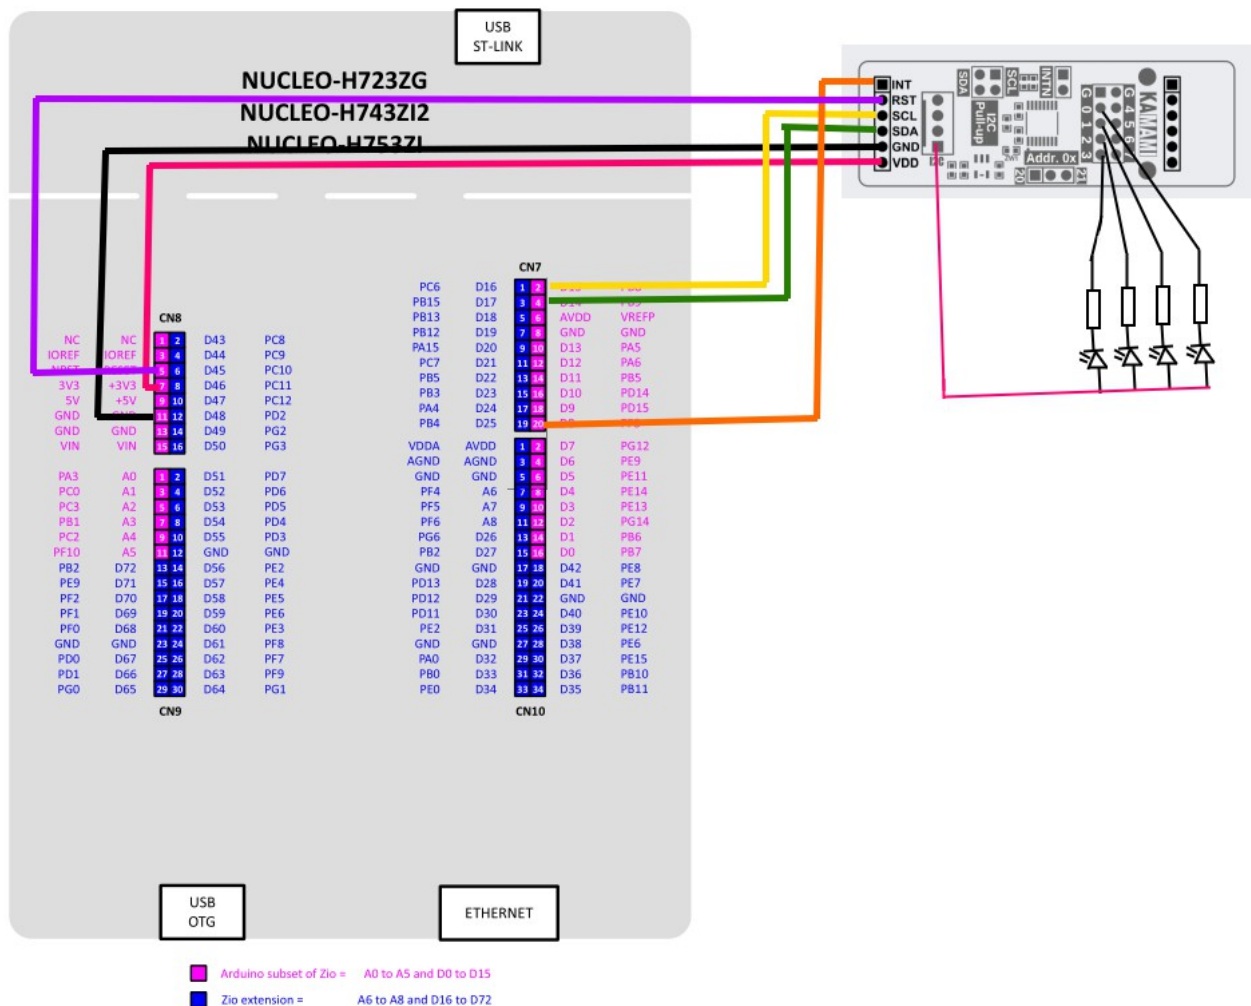 USB
ST-LINK
NUCLEO-H723ZG
NUCLEO-H743ZI2
NUCLEO-H753ZI
INT
RST
SCL
SDA
GND
VDD
SDA
SCL
INTN
I2C
Pull-up
I2C
Addr. 0x
20
21
G G
0 4
1 5
2 6
3 7
KAMAMI
CN7
PC6 D16 1 2
PB15 D17 3 4
PB13 D18 5 6 AVDD VREFP
PB12 D19 7 8 GND GND
PA15 D20 9 10 D13 PA5
PC7 D21 11 12 D12 PA6
PB5 D22 13 14 D11 PB5
PB3 D23 15 16 D10 PD14
PA4 D24 17 18 D9 PD15
PB4 D25 19 20
CN8
NC NC 1 2 D43 PC8
IOREF IOREF 3 4 D44 PC9
5 6 D45 PC10
3V3 +3V3 7 8 D46 PC11
5V +5V 9 10 D47 PC12
GND GND 11 12 D48 PD2
GND GND 13 14 D49 PG2
VIN VIN 15 16 D50 PG3
VDDA AVDD 1 2 D7 PG12
AGND AGND 3 4 D6 PE9
GND GND 5 6 D5 PE11
PF4 A6 7 8 D4 PE14
PF5 A7 9 10 D3 PE13
PF6 A8 11 12 D2 PG14
PG6 D26 13 14 D1 PB6
PB2 D27 15 16 D0 PB7
GND GND 17 18 D42 PE8
PD13 D28 19 20 D41 PE7
PD12 D29 21 22 GND GND
PD11 D30 23 24 D40 PE10
PE2 D31 25 26 D39 PE12
GND GND 27 28 D38 PE6
PA0 D32 29 30 D37 PE15
PB0 D33 31 32 D36 PB10
PE0 D34 33 34 D35 PB11
CN10
PA3 A0 1 2 D51 PD7
PC0 A1 3 4 D52 PD6
PC3 A2 5 6 D53 PD5
PB1 A3 7 8 D54 PD4
PC2 A4 9 10 D55 PD3
PF10 A5 11 12 GND GND
PB2 D72 13 14 D56 PE2
PE9 D71 15 16 D57 PE4
PF2 D70 17 18 D58 PE5
PF1 D69 19 20 D59 PE6
PF0 D68 21 22 D60 PE3
GND GND 23 24 D61 PF8
PD0 D67 25 26 D62 PF7
PD1 D66 27 28 D63 PF9
PG0 D65 29 30 D64 PG1
CN9
USB
OTG
ETHERNET
Arduino subset of Zio = A0 to A5 and D0 to D15
Zio extension = A6 to A8 and D16 to D72